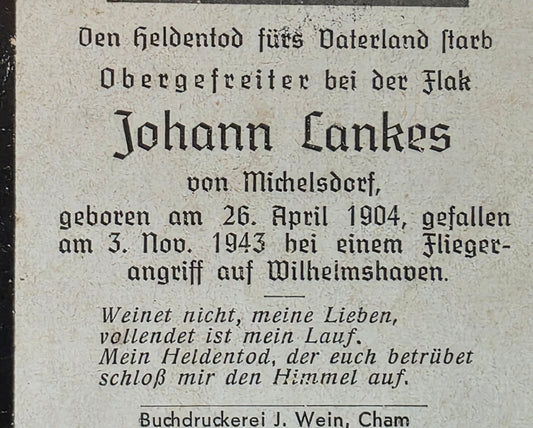 Den Heldentod fürs Vaterland starb
Obergefreiter bei der Flak
Johann Lankes
von Michelsdorf,
geboren am 26. April 1904, gefallen
am 3. Nov. 1943 bei einem Flieger-
angriff auf Wilhelmshaven.
Weinet nicht, meine Lieben,
vollendet ist mein Lauf.
Mein Heldentod, der euch betrübet
schloß mir den Himmel auf.
Buchdruckerei J. Wein, Cham